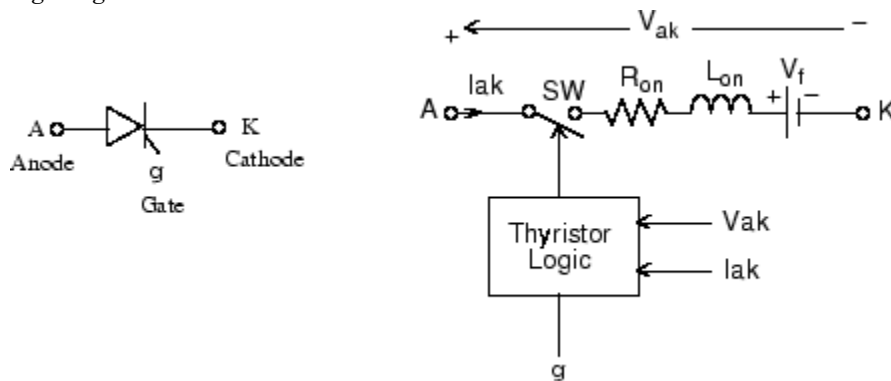 A
K
Anode
Cathode
g
Gate
+ Vak −
Iak
SW
Ron
Lon
Vf
+ −
A
K
Thyristor
Logic
Vak
Iak
g